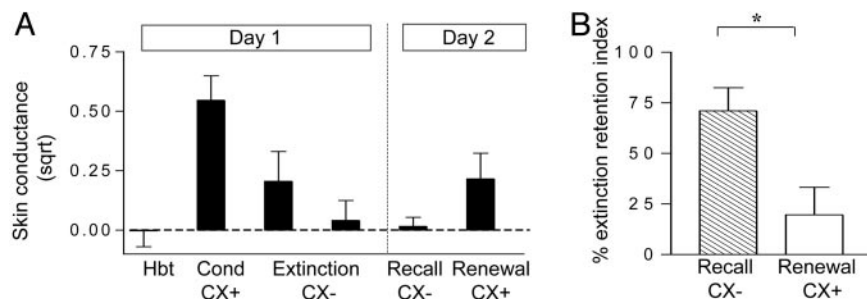 A
Day 1
Day 2
0.75
0.50
0.25
0.00
Skin conductance
(sqrt)
Hbt
Cond
CX+
Extinction
CX-
Recall
CX-
Renewal
CX+
B
*
100
75
50
25
0
% extinction retention index
Recall
CX-
Renewal
CX+